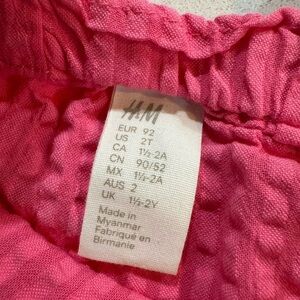 H&M
EUR 92
US 2T
CA 1½-2A
CN 90/52
MX 1½-2A
AUS 2
UK 1½-2Y
Made in
Myanmar
Fabriqué en
Birmanie